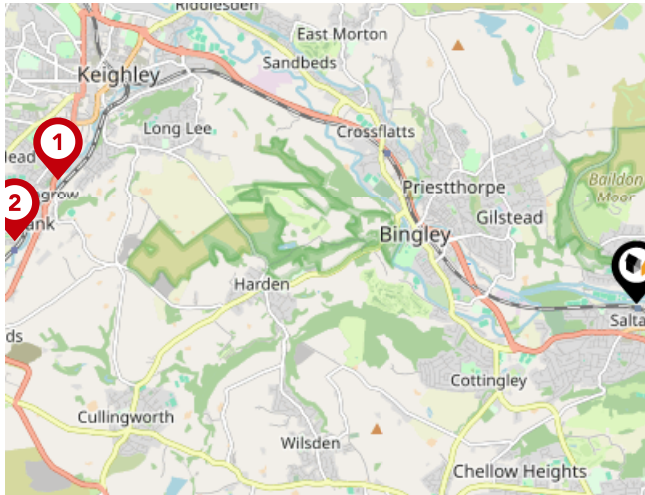 Riddlesden
East Morton
Sandbeds
Keighley
Long Lee
Crossflatts
1
Priestthorpe
Baildon
Moor
2
Gilstead
Bingley
Harden
Cottingley
Cullingworth
Wilsden
Chellow Heights